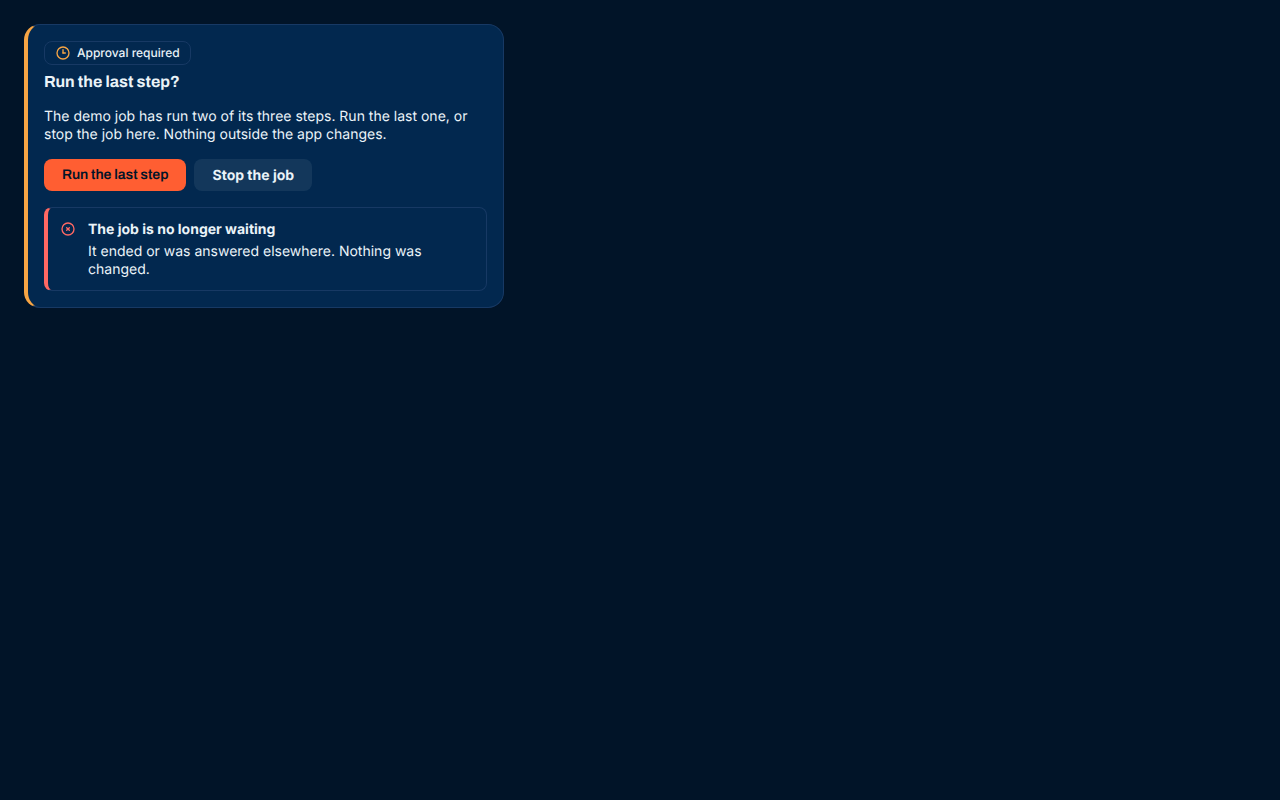 Approval required
Run the last step?
The demo job has run two of its three steps. Run the last one, or
stop the job here. Nothing outside the app changes.
Run the last step
Stop the job
The job is no longer waiting
It ended or was answered elsewhere. Nothing was
changed.